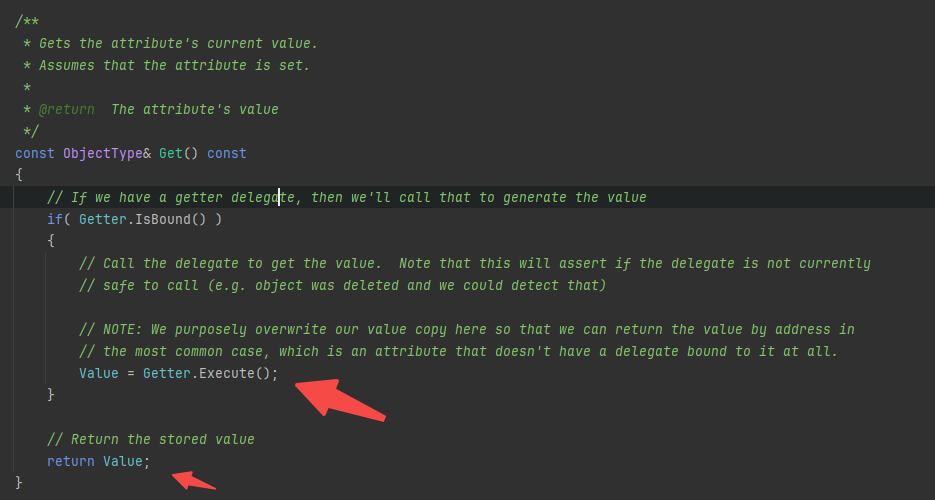 /**
 * Gets the attribute's current value.
 * Assumes that the attribute is set.
 *
 * @return  The attribute's value
 */
const ObjectType& Get() const
{
    // If we have a getter delegate, then we'll call that to generate the value
    if( Getter.IsBound() )
    {
        // Call the delegate to get the value.  Note that this will assert if the delegate is not currently
        // safe to call (e.g. object was deleted and we could detect that)

        // NOTE: We purposely overwrite our value copy here so that we can return the value by address in
        // the most common case, which is an attribute that doesn't have a delegate bound to it at all.
        Value = Getter.Execute();
    }

    // Return the stored value
    return Value;
}